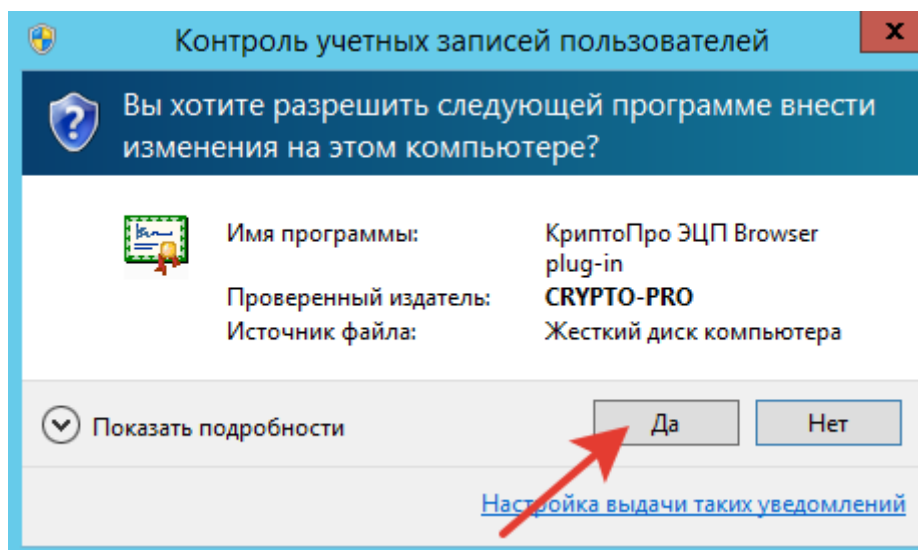 Контроль учетных записей пользователей
Вы хотите разрешить следующей программе внести
изменения на этом компьютере?
Имя программы: КриптоПро ЭЦП Browser
plug-in
Проверенный издатель: CRYPTO-PRO
Источник файла: Жесткий диск компьютера
Показать подробности Да Нет
Настройка выдачи таких уведомлений